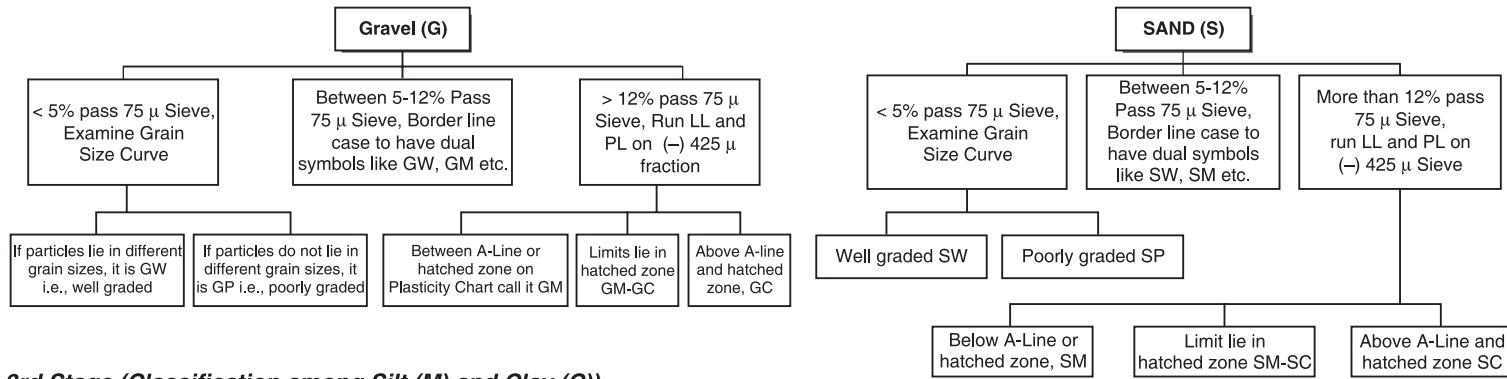 Gravel (G)
< 5% pass 75 μ Sieve,
Examine Grain
Size Curve
Between 5-12% Pass
75 μ Sieve, Border line
case to have dual
symbols like GW, GM etc.
> 12% pass 75 μ
Sieve, Run LL and
PL on (–) 425 μ
fraction
If particles lie in different
grain sizes, it is GW
i.e., well graded
If particles do not lie in
different grain sizes, it
is GP i.e., poorly graded
Between A-Line or
hatched zone on
Plasticity Chart call it GM
Limits lie in
hatched zone
GM-GC
Above A-line
and hatched
zone, GC
SAND (S)
< 5% pass 75 μ Sieve,
Examine Grain
Size Curve
Between 5-12%
Pass 75 μ Sieve,
Border line case to
have dual symbols
like SW, SM etc.
More than 12% pass
75 μ Sieve,
run LL and PL on
(–) 425 μ Sieve
Well graded SW
Poorly graded SP
Below A-Line or
hatched zone, SM
Limit lie in
hatched zone SM-SC
Above A-Line and
hatched zone SC
3rd Stage (Classification among Silt (M) and Clay (C))